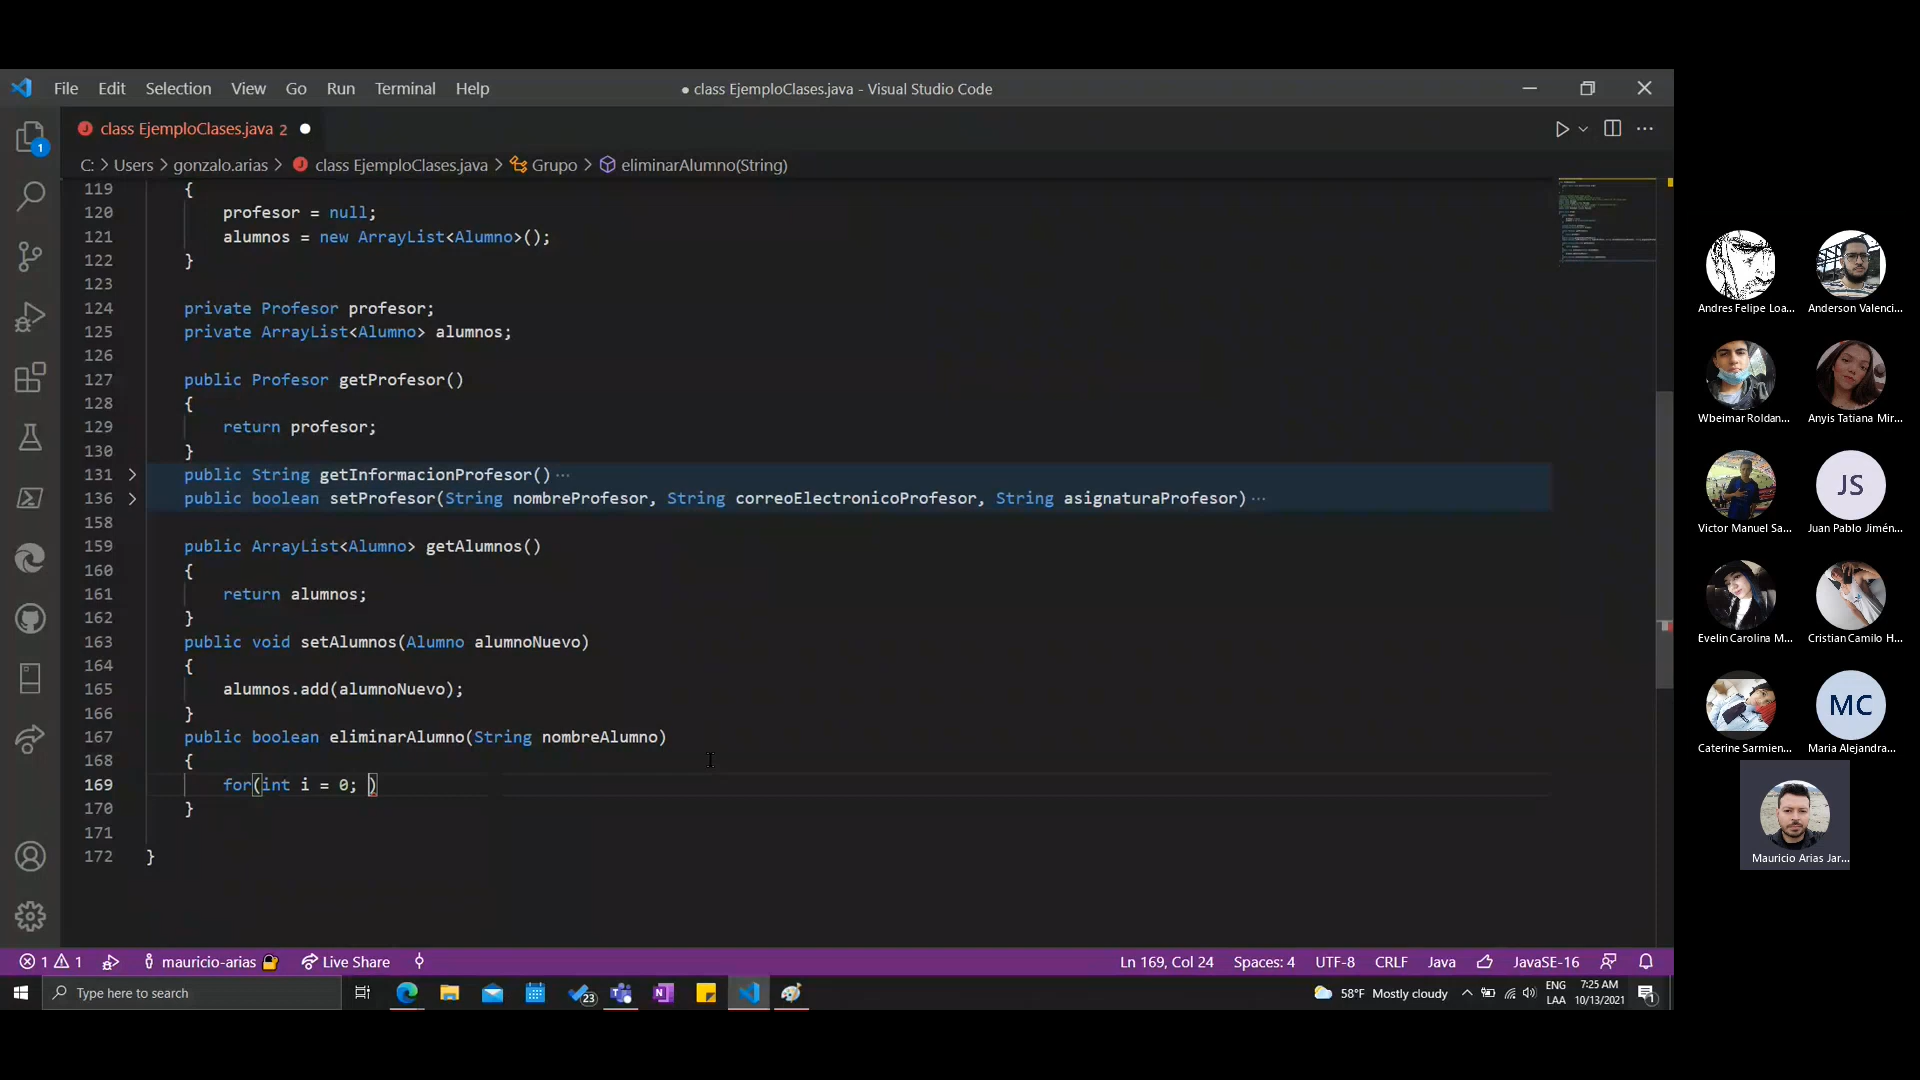 File Edit Selection View Go Run Terminal Help
● class EjemploClases.java - Visual Studio Code
class EjemploClases.java 2 ●
C: > Users > gonzalo.arias > class EjemploClases.java > Grupo > eliminarAlumno(String)
119 {
120 profesor = null;
121 alumnos = new ArrayList<Alumno>();
122 }
123
124 private Profesor profesor;
125 private ArrayList<Alumno> alumnos;
126
127 public Profesor getProfesor()
128 {
129 return profesor;
130 }
131 > public String getInformacionProfesor() ···
136 > public boolean setProfesor(String nombreProfesor, String correoElectronicoProfesor, String asignaturaProfesor) ···
158
159 public ArrayList<Alumno> getAlumnos()
160 {
161 return alumnos;
162 }
163 public void setAlumnos(Alumno alumnoNuevo)
164 {
165 alumnos.add(alumnoNuevo);
166 }
167 public boolean eliminarAlumno(String nombreAlumno)
168 {
169 for(int i = 0; )
170 }
171
172 }
1
1 1 mauricio-arias Live Share
Ln 169, Col 24 Spaces: 4 UTF-8 CRLF Java JavaSE-16
Type here to search
23
58°F Mostly cloudy
ENG
LAA
7:25 AM
10/13/2021
1
Andres Felipe Loa... Anderson Valenci...
Wbeimar Roldan... Anyis Tatiana Mir...
JS
Victor Manuel Sa... Juan Pablo Jimén...
Evelin Carolina M... Cristian Camilo H...
MC
Caterine Sarmien... Maria Alejandra...
Mauricio Arias Jar...